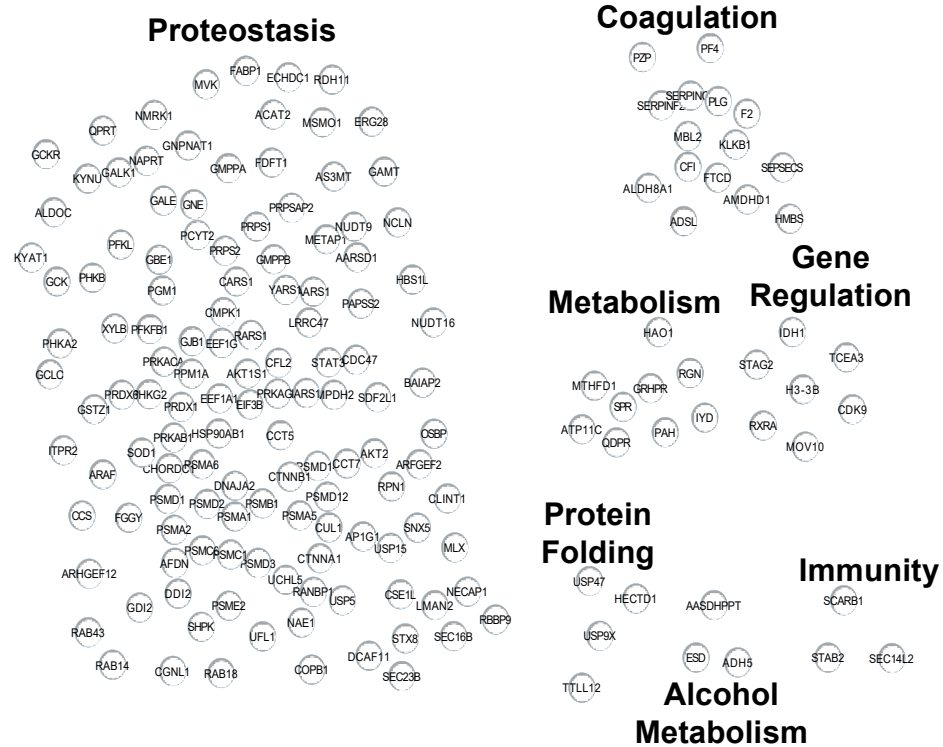 Proteostasis
Coagulation
FABP1
ECHDC1
RDH11
MVK
ACAT2
MSMO1
ERG28
NMRK1
QPRT
GNPNAT1
GCKR
NAPRT
GALK1
KYNU
GMPPA
FDFT1
AS3MT
GAMT
ALDOC
GALE
GNE
PRPSAP2
PRPS1
NUDT9
NCLN
PCYT2
METAP1
PFKL
PRPS2
KYAT1
GBE1
GMPPB
AARSD1
GCK
PHKB
PGM1
CARS1
YARS1
HBS1L
PAPSS2
CMPK1
LRRC47
NUDT16
XYLB
PFKFB1
PHKA2
GJB1
EEF1G
RARS1
PRKACA
CFL2
STAT3
CDC47
GCLC
PPM1A
AKT1S1
BAIAP2
GSTZ1
PRDX1
EEF1A1
EIF3B
SDF2L1
ITPR2
PRKAB1
HSP90AB1
CCT5
OSBP
SOD1
AKT2
ARAF
CHORDC1
PSMA6
CTNNB1
CCT7
ARFGEF2
DNAJA2
RPN1
PSMD1
PSMD2
PSMB1
PSMD12
CLINT1
CCS
FGGY
PSMA1
PSMA5
PSMA2
CUL1
SNX5
AP1G1
USP15
MLX
PSMC1
PSMD3
CTNNA1
AFDN
ARHGEF12
UCHL5
DDI2
RANBP1
GDI2
PSME2
USP5
CSE1L
LMAN2
NECAP1
RBBP9
RAB43
SHPK
UFL1
NAE1
STX8
SEC16B
RAB14
CGNL1
RAB18
COPB1
DCAF11
SEC23B
PZP
PF4
PLG
F2
MBL2
KLKB1
CFI
FTCD
SEPSECS
ALDH8A1
AMDHD1
ADSL
HMBS
Metabolism
HAO1
RGN
MTHFD1
GRHPR
SPR
IYD
ATP11C
QDPR
PAH
Gene
Regulation
IDH1
STAG2
TCEA3
H3-3B
CDK9
RXRA
MOV10
Protein
Folding
USP47
HECTD1
USP9X
TTLL12
AASDHPPT
ESD
ADH5
Alcohol
Metabolism
Immunity
SCARB1
STAB2
SEC14L2